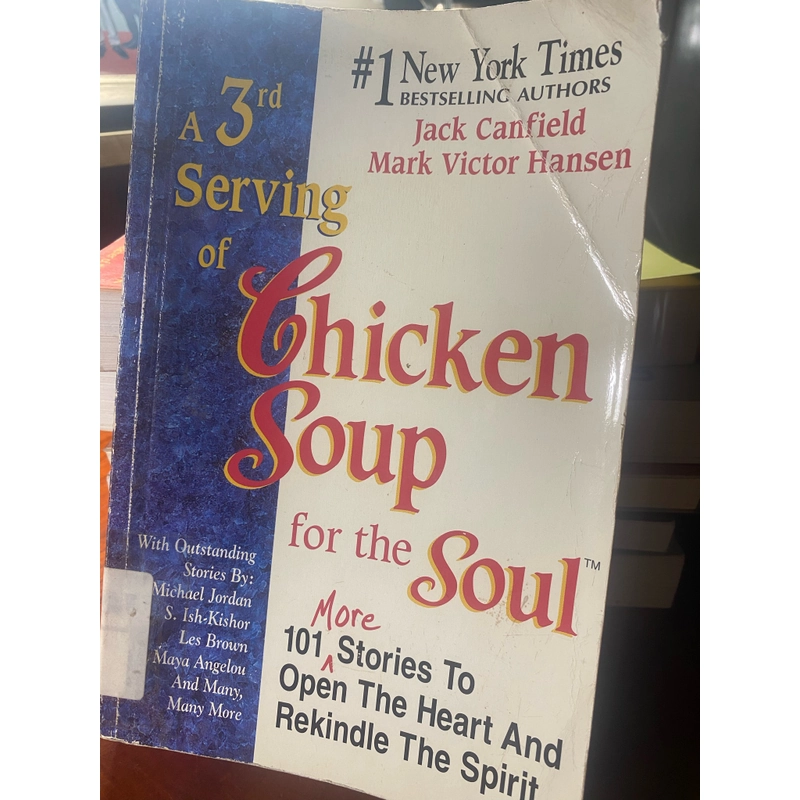 A 3rd
Serving
of
#1 New York Times
BESTSELLING AUTHORS
Jack Canfield
Mark Victor Hansen
Chicken
Soup
for the Soul™
With Outstanding
Stories By:
Michael Jordan
S. Ish-Kishor
Les Brown
Maya Angelou
And Many,
Many More
More
101 ^ Stories To
Open The Heart And
Rekindle The Spirit